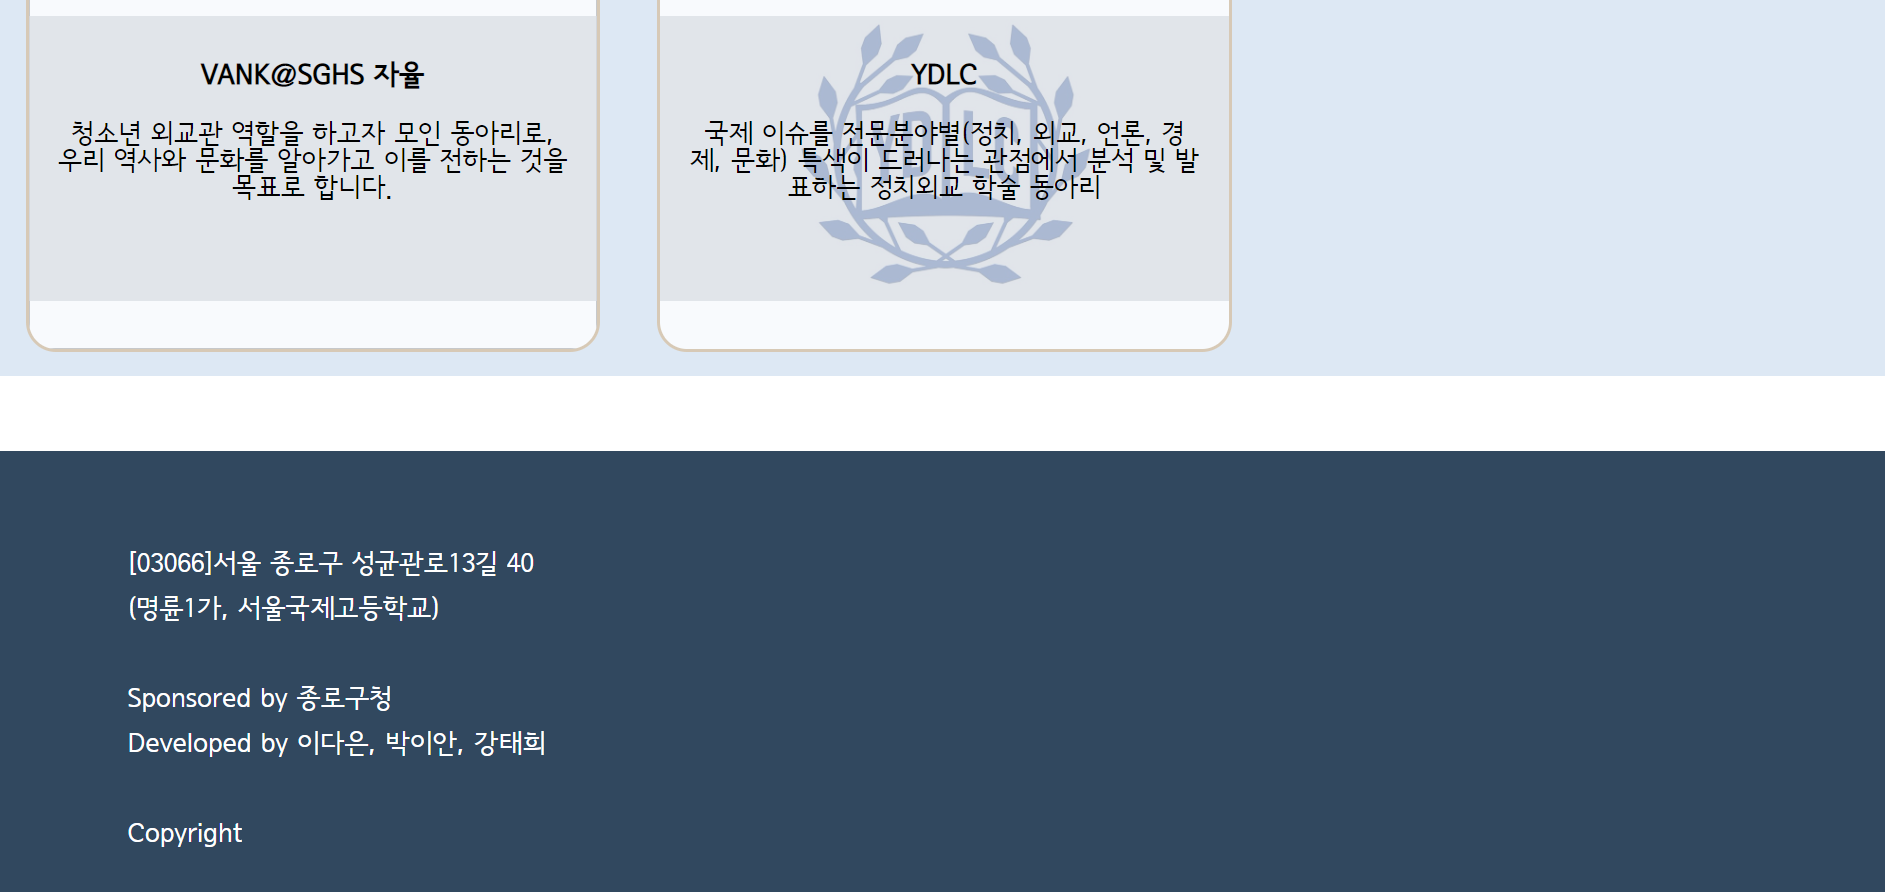 VANK@SGHS 자율
청소년 외교관 역할을 하고자 모인 동아리로,
우리 역사와 문화를 알아가고 이를 전하는 것을
목표로 합니다.
YDLC
국제 이슈를 전문분야별(정치, 외교, 언론, 경
제, 문화) 특색이 드러나는 관점에서 분석 및 발
표하는 정치외교 학술 동아리
YDLC
[03066]서울 종로구 성균관로13길 40
(명륜1가, 서울국제고등학교)
Sponsored by 종로구청
Developed by 이다은, 박이안, 강태희
Copyright